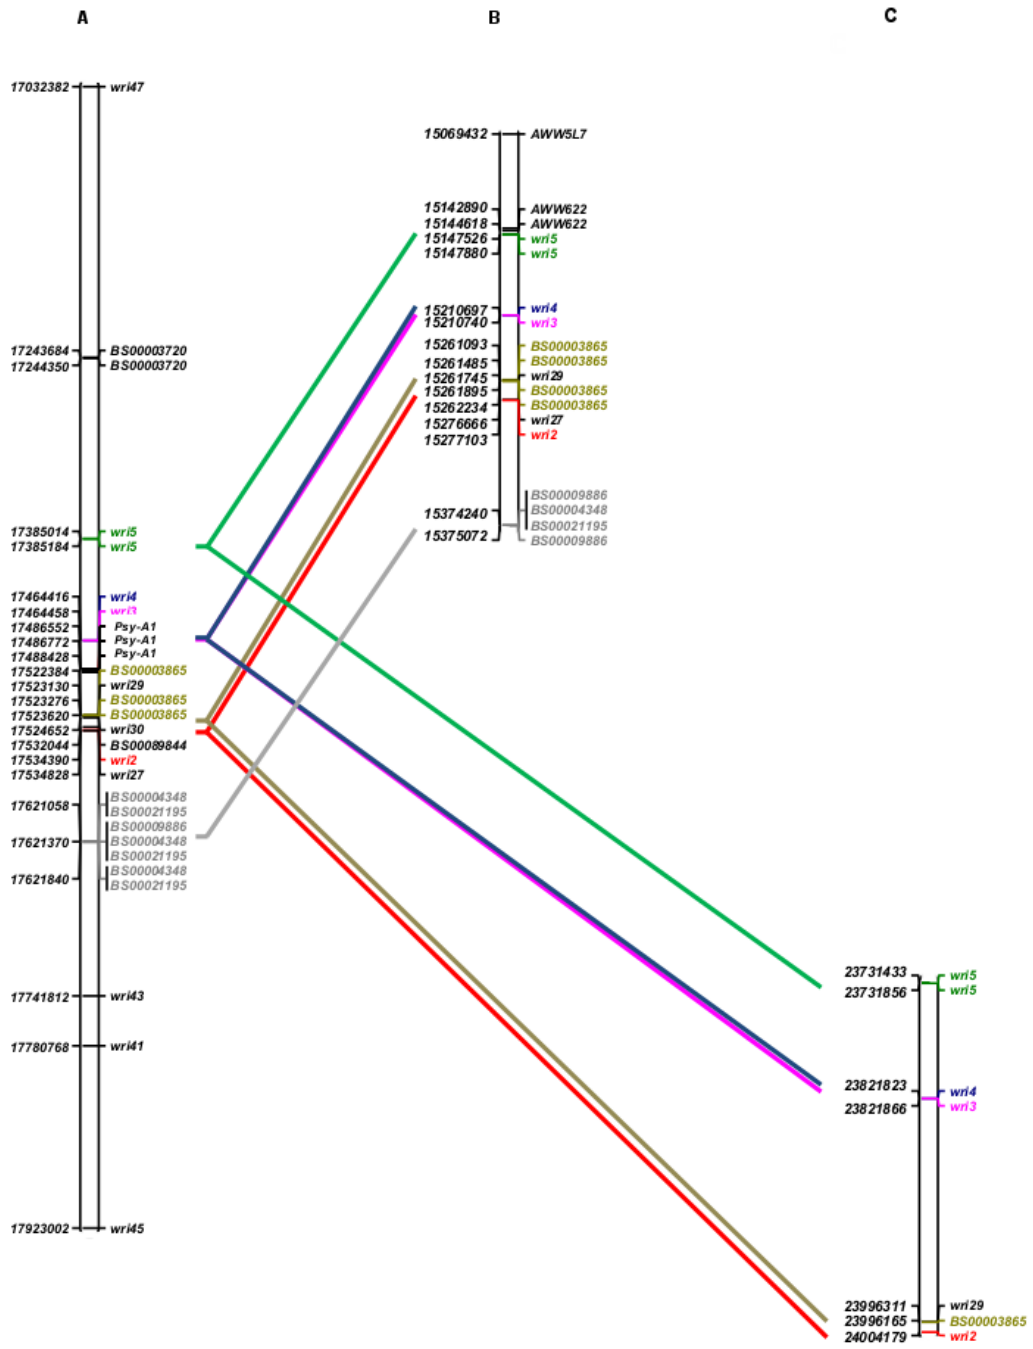 A
B
C
17032382 wri47
17243684 BS00003720
17244350 BS00003720
17385014 wri5
17385184 wri5
17464416 wri4
17464458 wri3
17486552 Psy-A1
17486772 Psy-A1
17488428 Psy-A1
17522384 BS00003865
17523130 wri29
17523276 BS00003865
17523620 BS00003865
17524652 wri30
17532044 BS00089844
17534390 wri2
17534828 wri27
BS00004348
17621058
BS00021195
BS00009886
17621370 BS00004348
BS00021195
BS00004348
17621840
BS00021195
17741812 wri43
17780768 wri41
17923002 wri45
15069432 AWW5L7
15142890 AWW622
15144618 AWW622
15147526 wri5
15147880 wri5
15210697 wri4
15210740 wri3
15261093 BS00003865
15261485 BS00003865
15261745 wri29
15261895 BS00003865
15262234 BS00003865
15276666 wri27
15277103 wri2
BS00009886
15374240 BS00004348
BS00021195
15375072 BS00009886
23731433 wri5
23731856 wri5
23821823 wri4
23821866 wri3
23996311 wri29
23996165 BS00003865
24004179 wri2